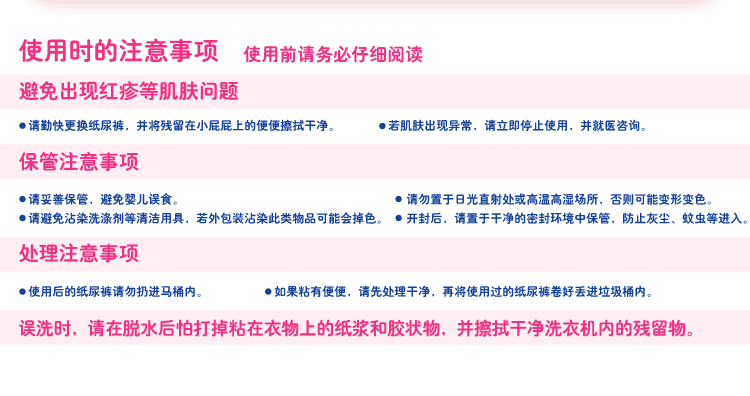 使用时的注意事项 使用前请务必仔细阅读
避免出现红疹等肌肤问题
●请勤快更换纸尿裤，并将残留在小屁屁上的便便擦拭干净。 ●若肌肤出现异常，请立即停止使用，并就医咨询。
保管注意事项
●请妥善保管，避免婴儿误食。 ●请勿置于日光直射处或高温高湿场所，否则可能变形变色。
●请避免沾染洗涤剂等清洁用具，若外包装沾染此类物品可能会掉色。 ●开封后，请置于干净的密封环境中保管，防止灰尘、蚊虫等进入。
处理注意事项
●使用后的纸尿裤请勿扔进马桶内。 ●如果粘有便便，请先处理干净，再将使用过的纸尿裤卷好丢进垃圾桶内。
误洗时，请在脱水后怕打掉粘在衣物上的纸浆和胶状物，并擦拭干净洗衣机内的残留物。